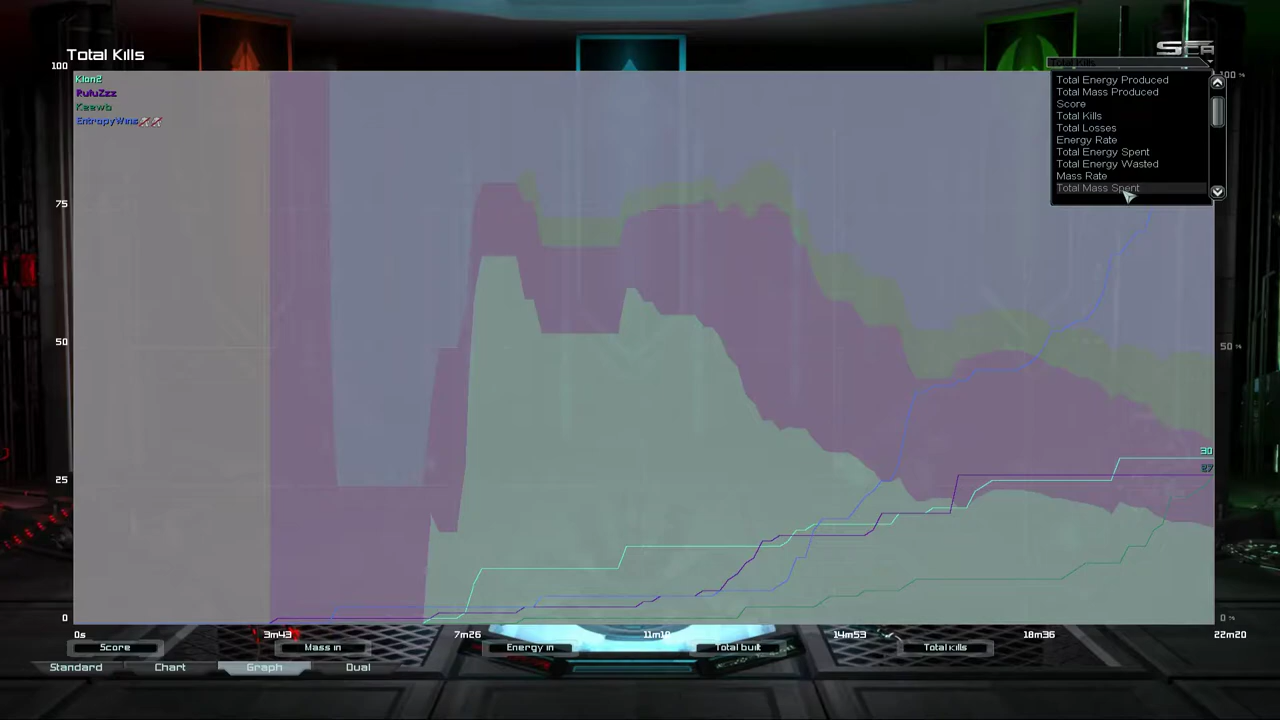 Total Kills
100
75
50
25
0
Klon2
RufuZzz
Keewb
EntropyWins
Total Kills
100 %
50 %
0 %
Total Energy Produced
Total Mass Produced
Score
Total Kills
Total Losses
Energy Rate
Total Energy Spent
Total Energy Wasted
Mass Rate
Total Mass Spent
30
27
0s
3m43
7m26
11m10
14m53
18m36
22m20
Score
Mass in
Energy in
Total built
Total kills
Standard
Chart
Graph
Dual